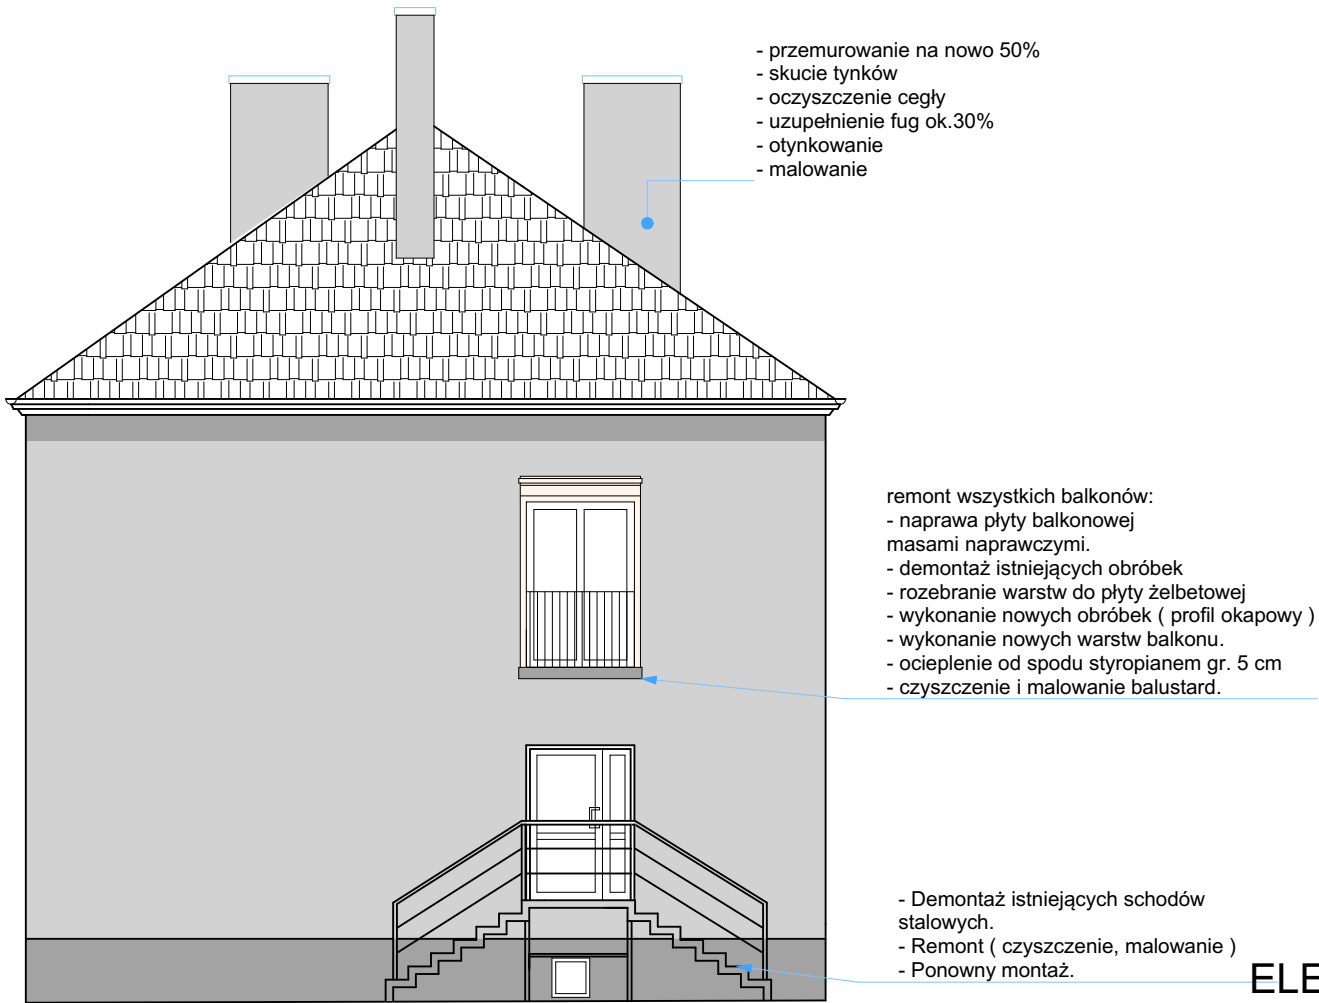 - przemurowanie na nowo 50%
- skucie tynków
- oczyszczenie cegły
- uzupełnienie fug ok.30%
- otynkowanie
- malowanie
remont wszystkich balkonów:
- naprawa płyty balkonowej
masami naprawczymi.
- demontaż istniejących obróbek
- rozebranie warstw do płyty żelbetowej
- wykonanie nowych obróbek ( profil okapowy )
- wykonanie nowych warstw balkonu.
- ocieplenie od spodu styropianem gr. 5 cm
- czyszczenie i malowanie balustard.
- Demontaż istniejących schodów
stalowych.
- Remont ( czyszczenie, malowanie )
- Ponowny montaż.
ELE